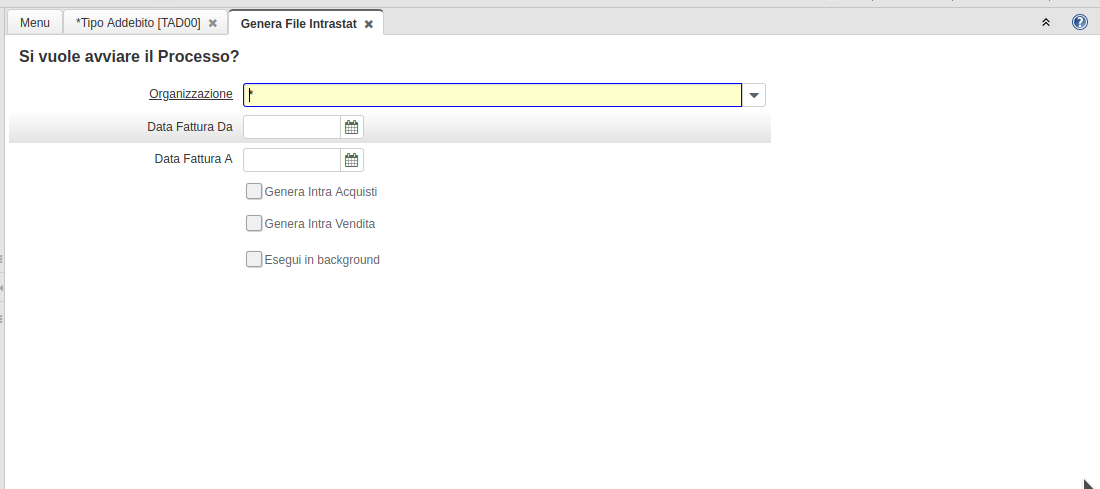 Menu
*Tipo Addebito [TAD00]
Genera File Intrastat
Si vuole avviare il Processo?
Organizzazione *
Data Fattura Da
Data Fattura A
Genera Intra Acquisti
Genera Intra Vendita
Esegui in background